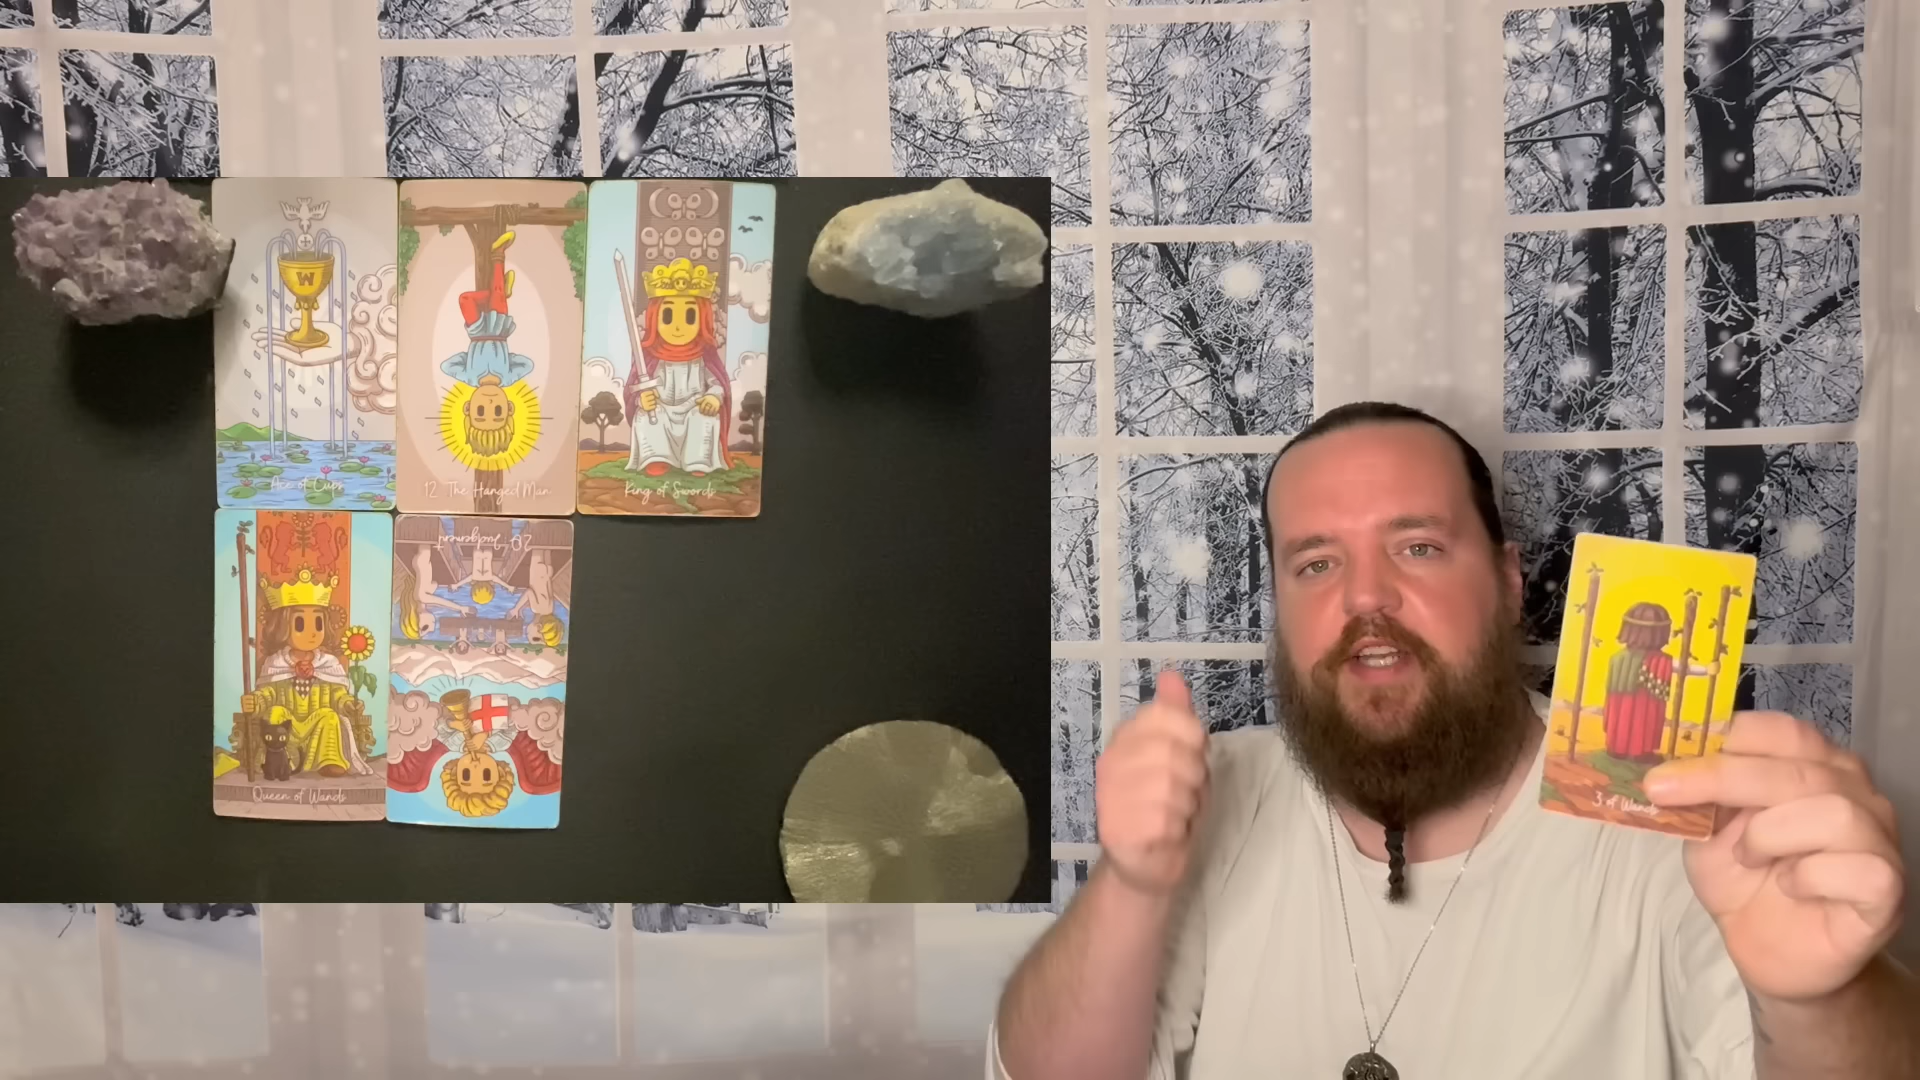 W
Ace of Cups
12 The Hanged Man
King of Swords
20 Judgement
Queen of Wands
3 of Wands